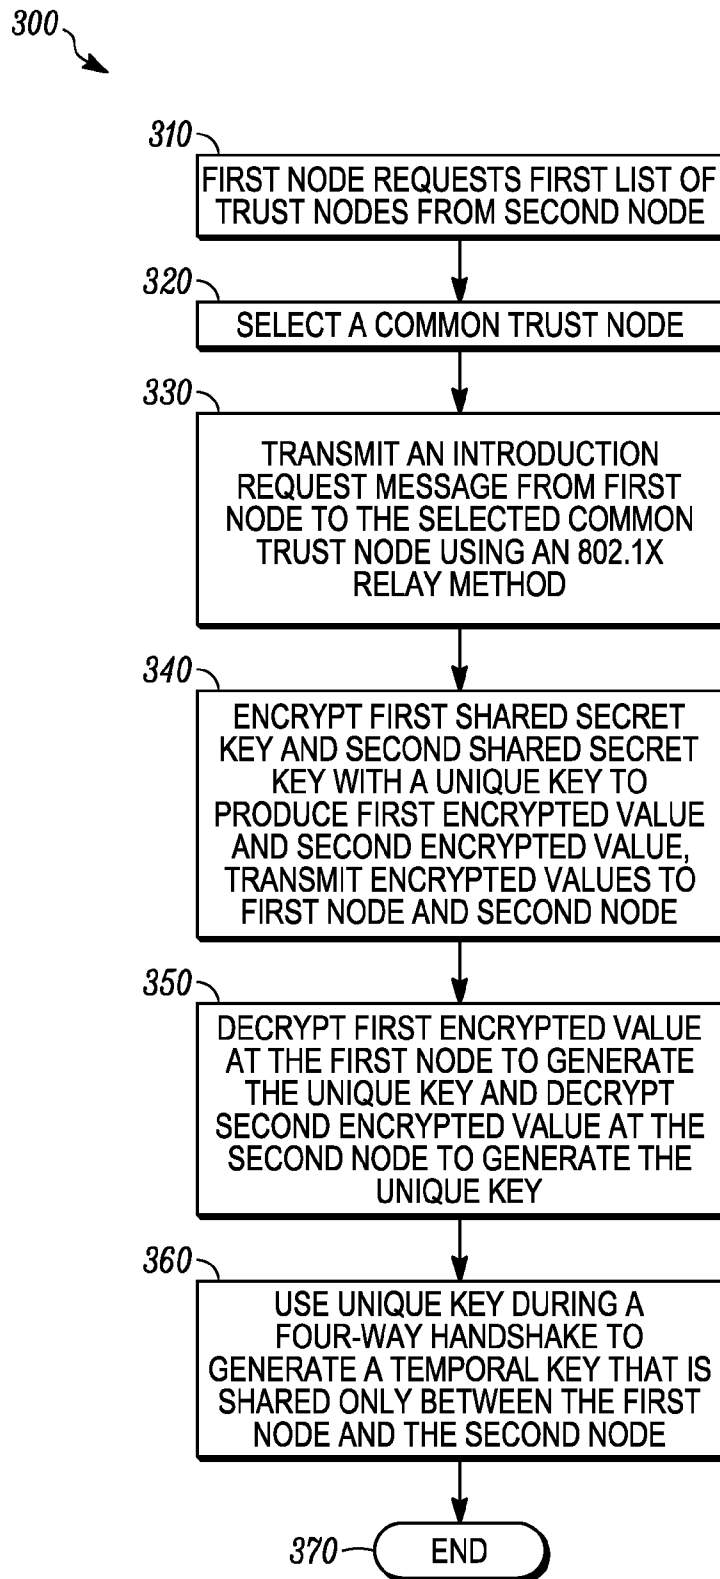 300
310
FIRST NODE REQUESTS FIRST LIST OF
TRUST NODES FROM SECOND NODE
320
SELECT A COMMON TRUST NODE
330
TRANSMIT AN INTRODUCTION
REQUEST MESSAGE FROM FIRST
NODE TO THE SELECTED COMMON
TRUST NODE USING AN 802.1X
RELAY METHOD
340
ENCRYPT FIRST SHARED SECRET
KEY AND SECOND SHARED SECRET
KEY WITH A UNIQUE KEY TO
PRODUCE FIRST ENCRYPTED VALUE
AND SECOND ENCRYPTED VALUE,
TRANSMIT ENCRYPTED VALUES TO
FIRST NODE AND SECOND NODE
350
DECRYPT FIRST ENCRYPTED VALUE
AT THE FIRST NODE TO GENERATE
THE UNIQUE KEY AND DECRYPT
SECOND ENCRYPTED VALUE AT THE
SECOND NODE TO GENERATE THE
UNIQUE KEY
360
USE UNIQUE KEY DURING A
FOUR-WAY HANDSHAKE TO
GENERATE A TEMPORAL KEY THAT IS
SHARED ONLY BETWEEN THE FIRST
NODE AND THE SECOND NODE
370
END